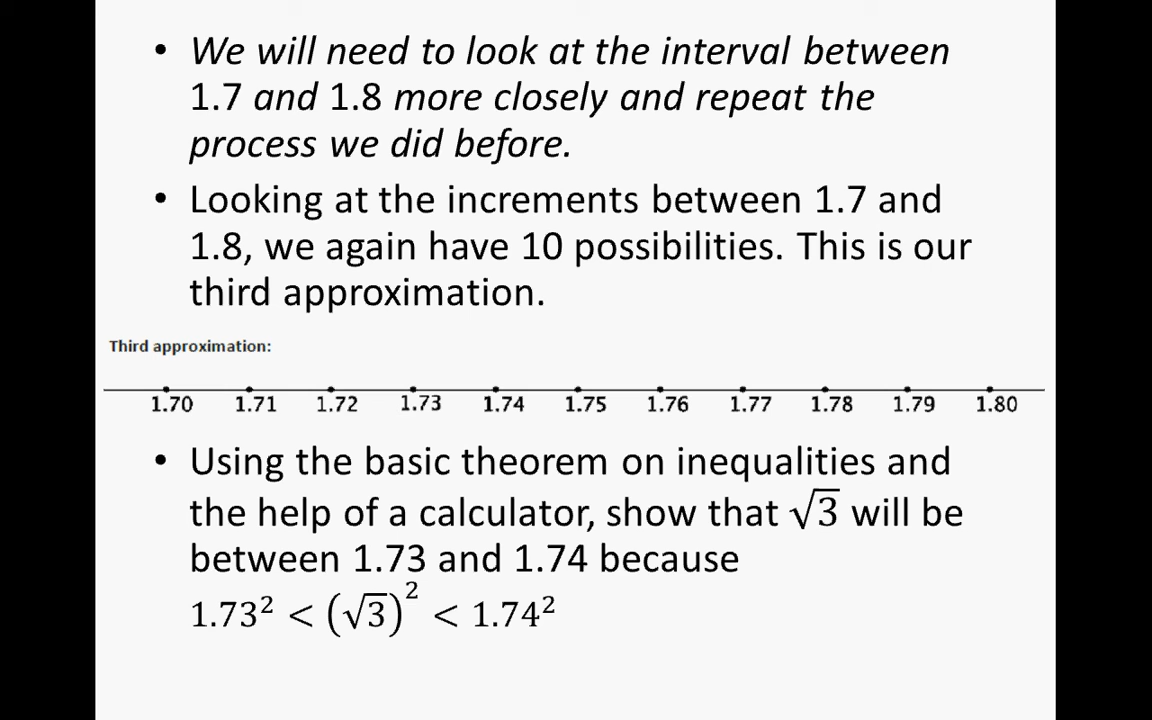 • We will need to look at the interval between
1.7 and 1.8 more closely and repeat the
process we did before.
• Looking at the increments between 1.7 and
1.8, we again have 10 possibilities. This is our
third approximation.
Third approximation:
1.70 1.71 1.72 1.73 1.74 1.75 1.76 1.77 1.78 1.79 1.80
• Using the basic theorem on inequalities and
the help of a calculator, show that √3 will be
between 1.73 and 1.74 because
1.73² < (√3)² < 1.74²